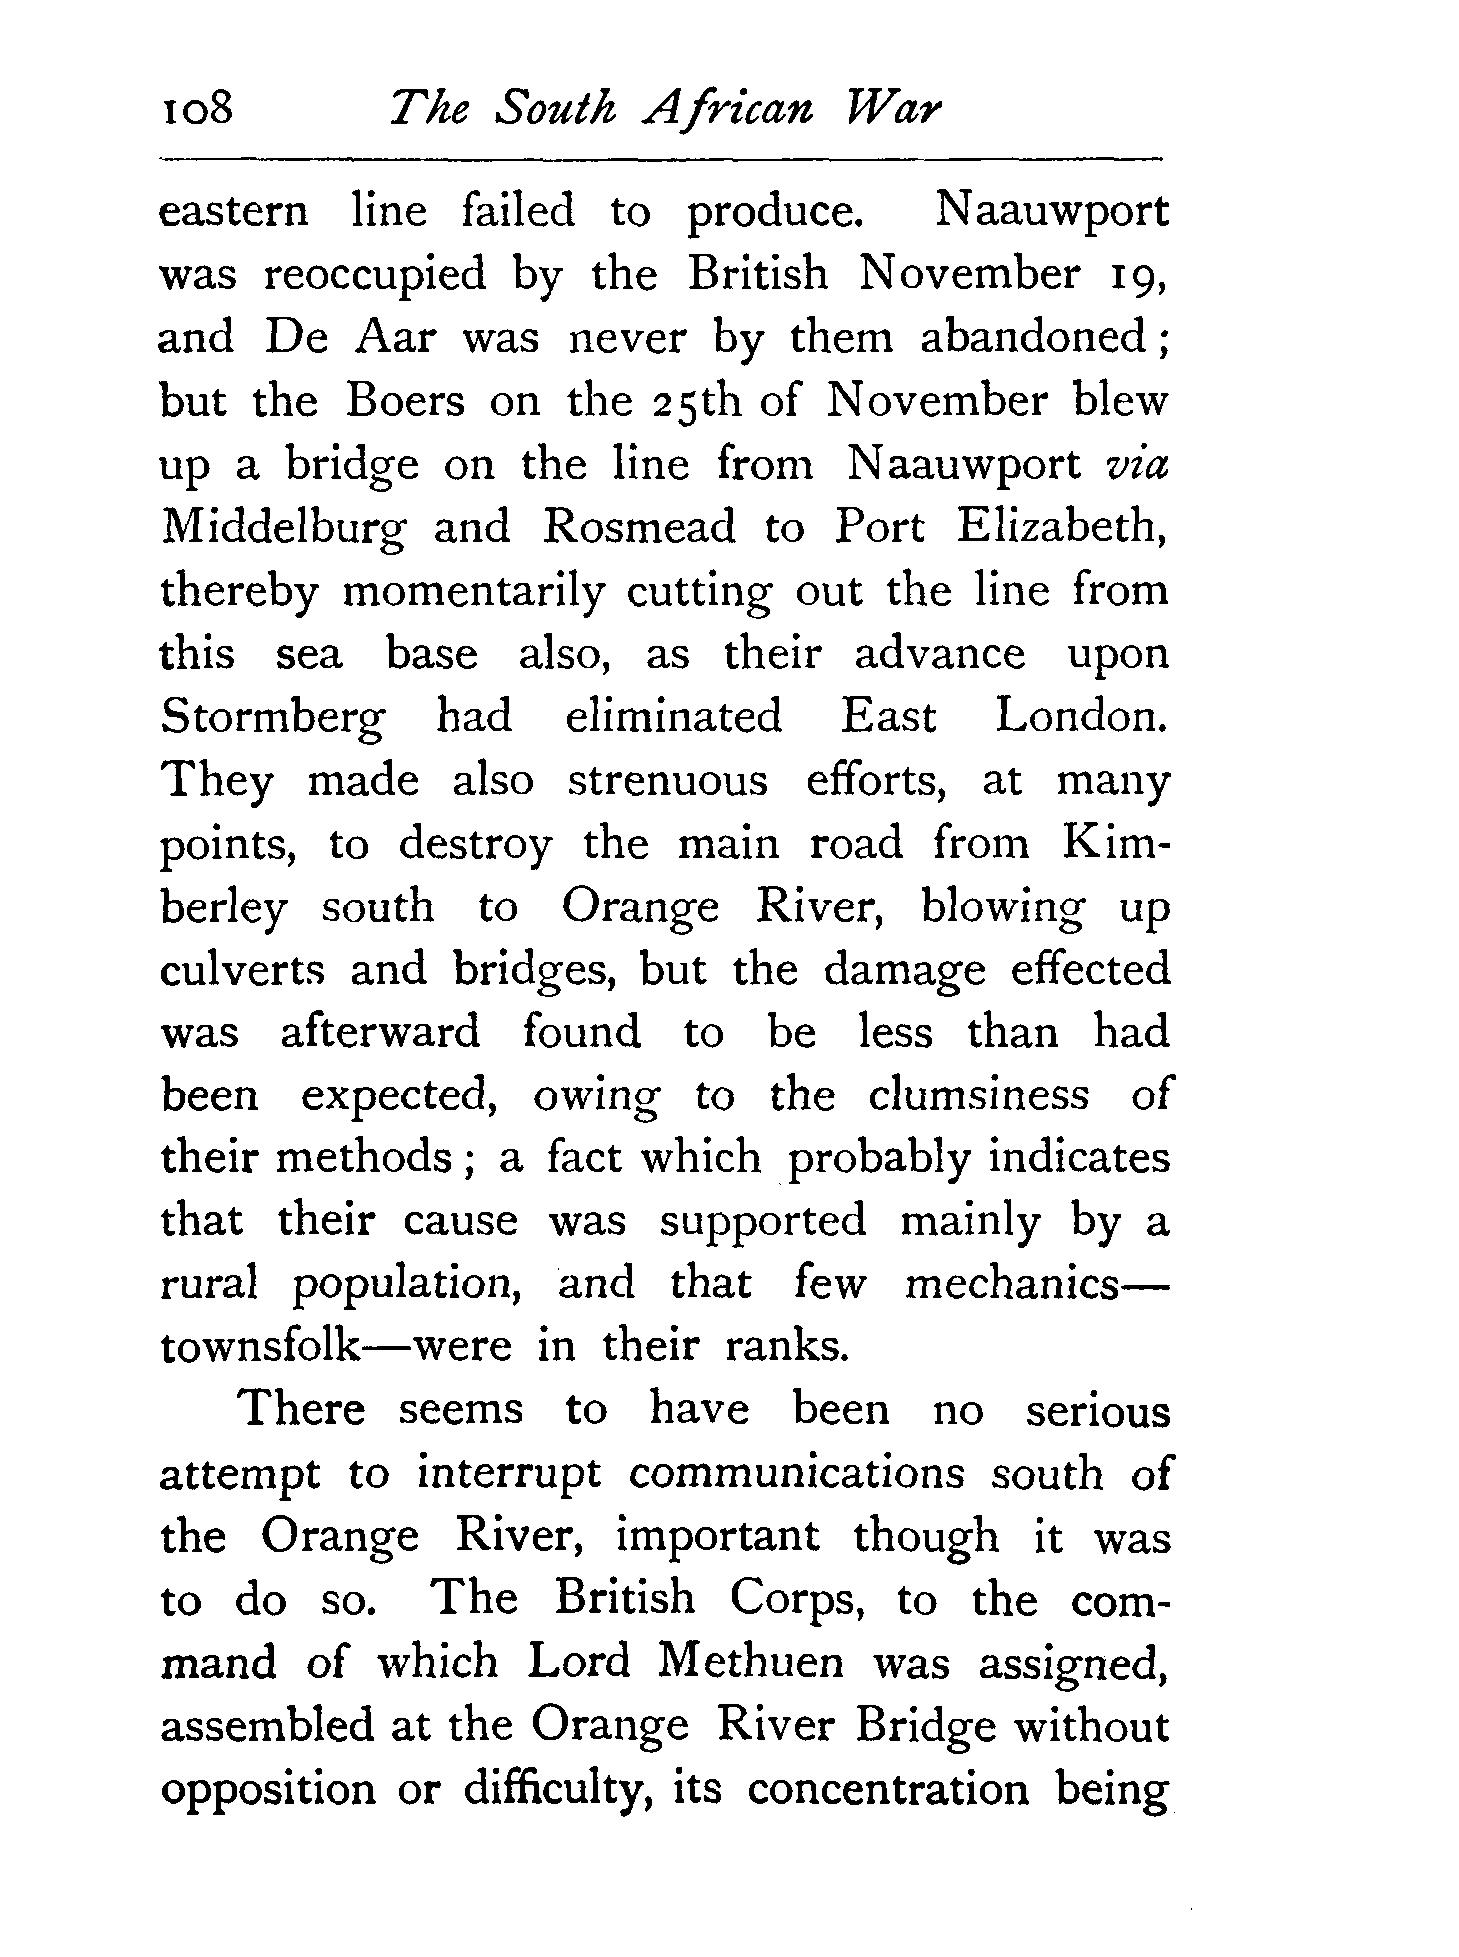 108 The South African War
eastern line failed to produce. Naauwport
was reoccupied by the British November 19,
and De Aar was never by them abandoned ;
but the Boers on the 25th of November blew
up a bridge on the line from Naauwport via
Middelburg and Rosmead to Port Elizabeth,
thereby momentarily cutting out the line from
this sea base also, as their advance upon
Stormberg had eliminated East London.
They made also strenuous efforts, at many
points, to destroy the main road from Kim-
berley south to Orange River, blowing up
culverts and bridges, but the damage effected
was afterward found to be less than had
been expected, owing to the clumsiness of
their methods ; a fact which probably indicates
that their cause was supported mainly by a
rural population, and that few mechanics—
townsfolk—were in their ranks.
There seems to have been no serious
attempt to interrupt communications south of
the Orange River, important though it was
to do so. The British Corps, to the com-
mand of which Lord Methuen was assigned,
assembled at the Orange River Bridge without
opposition or difficulty, its concentration being